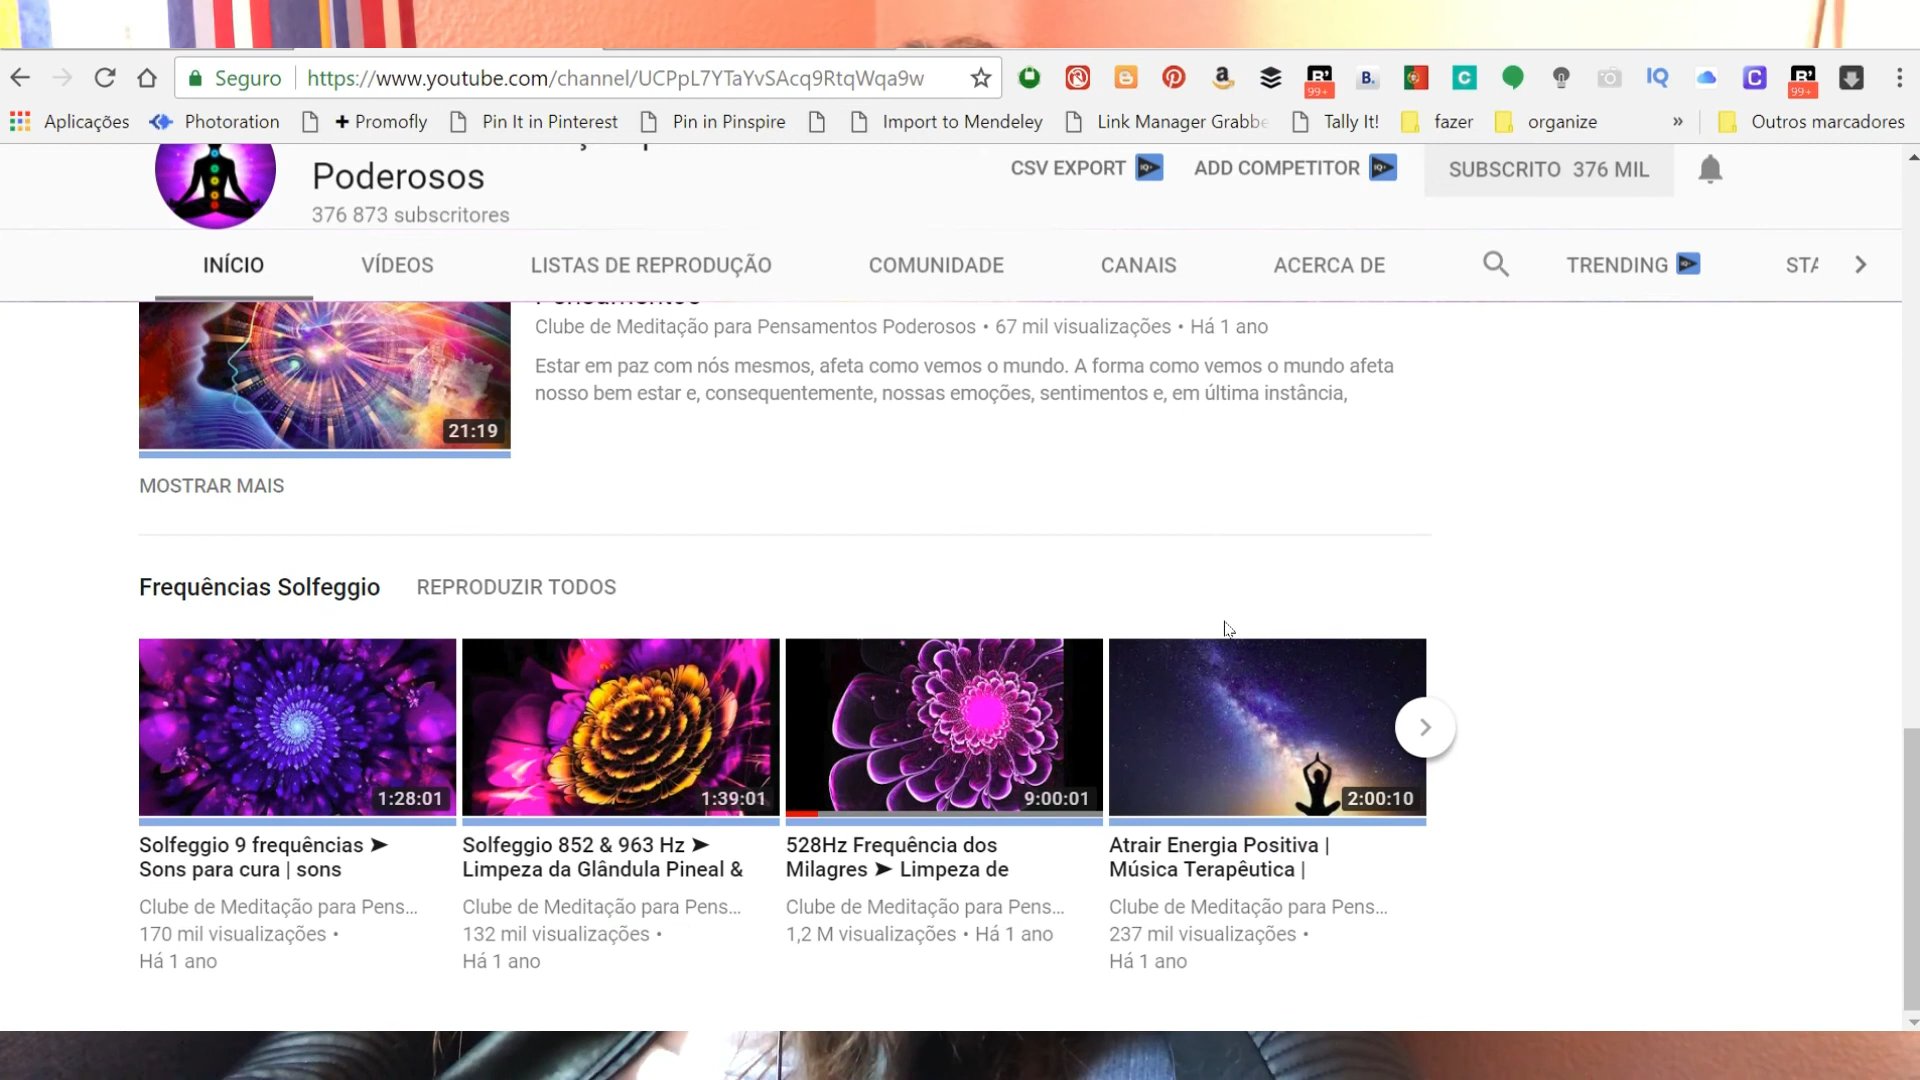 Seguro https://www.youtube.com/channel/UCPpL7YTaYvSAcq9RtqWqa9w
Aplicações Photoration + Promofly Pin It in Pinterest Pin in Pinspire Import to Mendeley Link Manager Grabbe Tally It! fazer organize » Outros marcadores
Poderosos
376 873 subscritores
CSV EXPORT ADD COMPETITOR SUBSCRITO 376 MIL
INÍCIO VÍDEOS LISTAS DE REPRODUÇÃO COMUNIDADE CANAIS ACERCA DE TRENDING STA
Clube de Meditação para Pensamentos Poderosos • 67 mil visualizações • Há 1 ano
Estar em paz com nós mesmos, afeta como vemos o mundo. A forma como vemos o mundo afeta
nosso bem estar e, consequentemente, nossas emoções, sentimentos e, em última instância,
21:19
MOSTRAR MAIS
Frequências Solfeggio REPRODUZIR TODOS
1:28:01
Solfeggio 9 frequências ➤
Sons para cura | sons
Clube de Meditação para Pens...
170 mil visualizações •
Há 1 ano
1:39:01
Solfeggio 852 & 963 Hz ➤
Limpeza da Glândula Pineal &
Clube de Meditação para Pens...
132 mil visualizações •
Há 1 ano
9:00:01
528Hz Frequência dos
Milagres ➤ Limpeza de
Clube de Meditação para Pens...
1,2 M visualizações • Há 1 ano
2:00:10
Atrair Energia Positiva |
Música Terapêutica |
Clube de Meditação para Pens...
237 mil visualizações •
Há 1 ano